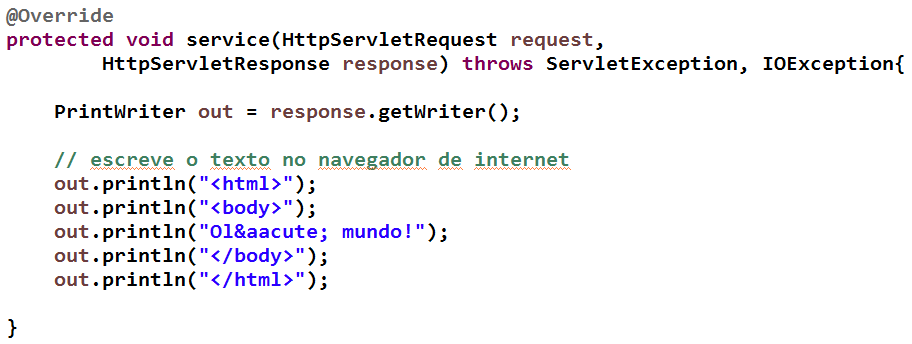 @Override
protected void service(HttpServletRequest request,
        HttpServletResponse response) throws ServletException, IOException{
    PrintWriter out = response.getWriter();
    // escreve o texto no navegador de internet
    out.println("<html>");
    out.println("<body>");
    out.println("Ol&aacute; mundo!");
    out.println("</body>");
    out.println("</html>");
}